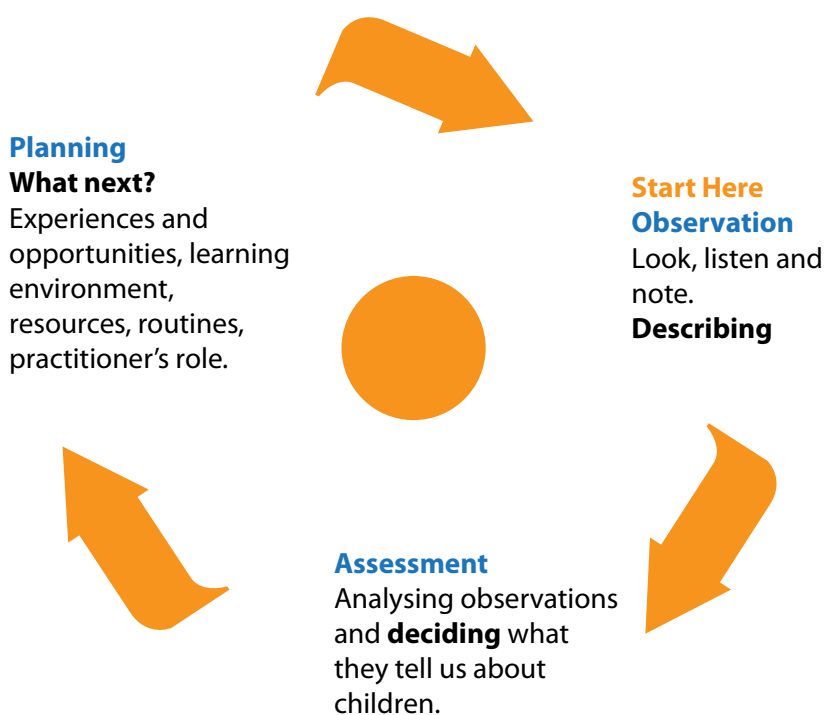 Planning
What next?
Experiences and
opportunities, learning
environment,
resources, routines,
practitioner’s role.
Start Here
Observation
Look, listen and
note.
Describing
Assessment
Analysing observations
and deciding what
they tell us about
children.